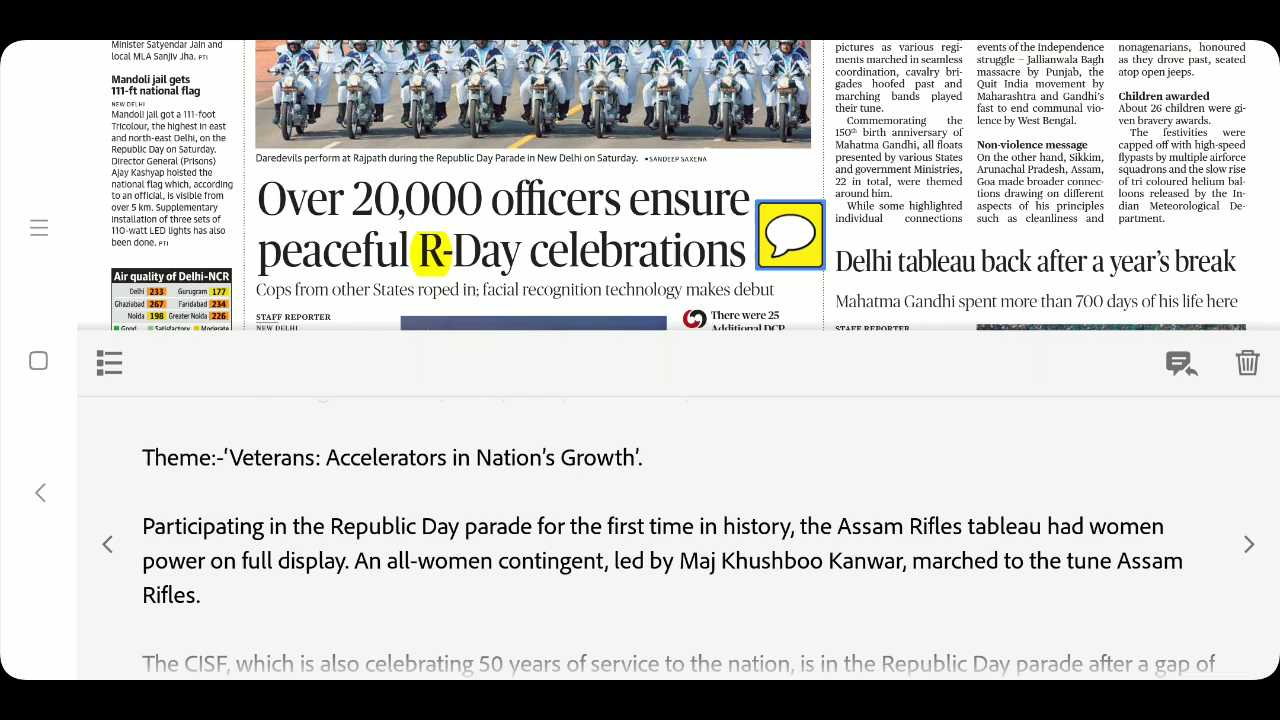 Minister Satyendar Jain and
local MLA Sanjiv Jha. PTI
Mandoli jail gets
111-ft national flag
NEW DELHI
Mandoli jail got a 111-foot
Tricolour, the highest in east
and north-east Delhi, on the
Republic Day on Saturday.
Director General (Prisons)
Ajay Kashyap hoisted the
national flag which, according
to an official, is visible from
over 5 km. Supplementary
installation of three sets of
110-watt LED lights has also
been done. PTI
Air quality of Delhi-NCR
Delhi 233 Gurugram 177
Ghaziabad 267 Faridabad 234
Noida 198 Greater Noida 226
Good Satisfactory Moderate
Daredevils perform at Rajpath during the Republic Day Parade in New Delhi on Saturday. ▪SANDEEP SAXENA
Over 20,000 officers ensure
peaceful R-Day celebrations
Cops from other States roped in; facial recognition technology makes debut
STAFF REPORTER
NEW DELHI
There were 25
Additional DCP
pictures as various regi-
ments marched in seamless
coordination, cavalry bri-
gades hoofed past and
marching bands played
their tune.
Commemorating the
150th birth anniversary of
Mahatma Gandhi, all floats
presented by various States
and government Ministries,
22 in total, were themed
around him.
While some highlighted
individual connections
events of the Independence
struggle – Jallianwala Bagh
massacre by Punjab, the
Quit India movement by
Maharashtra and Gandhi's
fast to end communal vio-
lence by West Bengal.
Non-violence message
On the other hand, Sikkim,
Arunachal Pradesh, Assam,
Goa made broader connec-
tions drawing on different
aspects of his principles
such as cleanliness and
nonagenarians, honoured
as they drove past, seated
atop open jeeps.
Children awarded
About 26 children were gi-
ven bravery awards.
The festivities were
capped off with high-speed
flypasts by multiple airforce
squadrons and the slow rise
of tri coloured helium bal-
loons released by the In-
dian Meteorological De-
partment.
Delhi tableau back after a year's break
Mahatma Gandhi spent more than 700 days of his life here
STAFF REPORTER
Theme:-'Veterans: Accelerators in Nation's Growth'.
Participating in the Republic Day parade for the first time in history, the Assam Rifles tableau had women
power on full display. An all-women contingent, led by Maj Khushboo Kanwar, marched to the tune Assam
Rifles.
The CISF, which is also celebrating 50 years of service to the nation, is in the Republic Day parade after a gap of